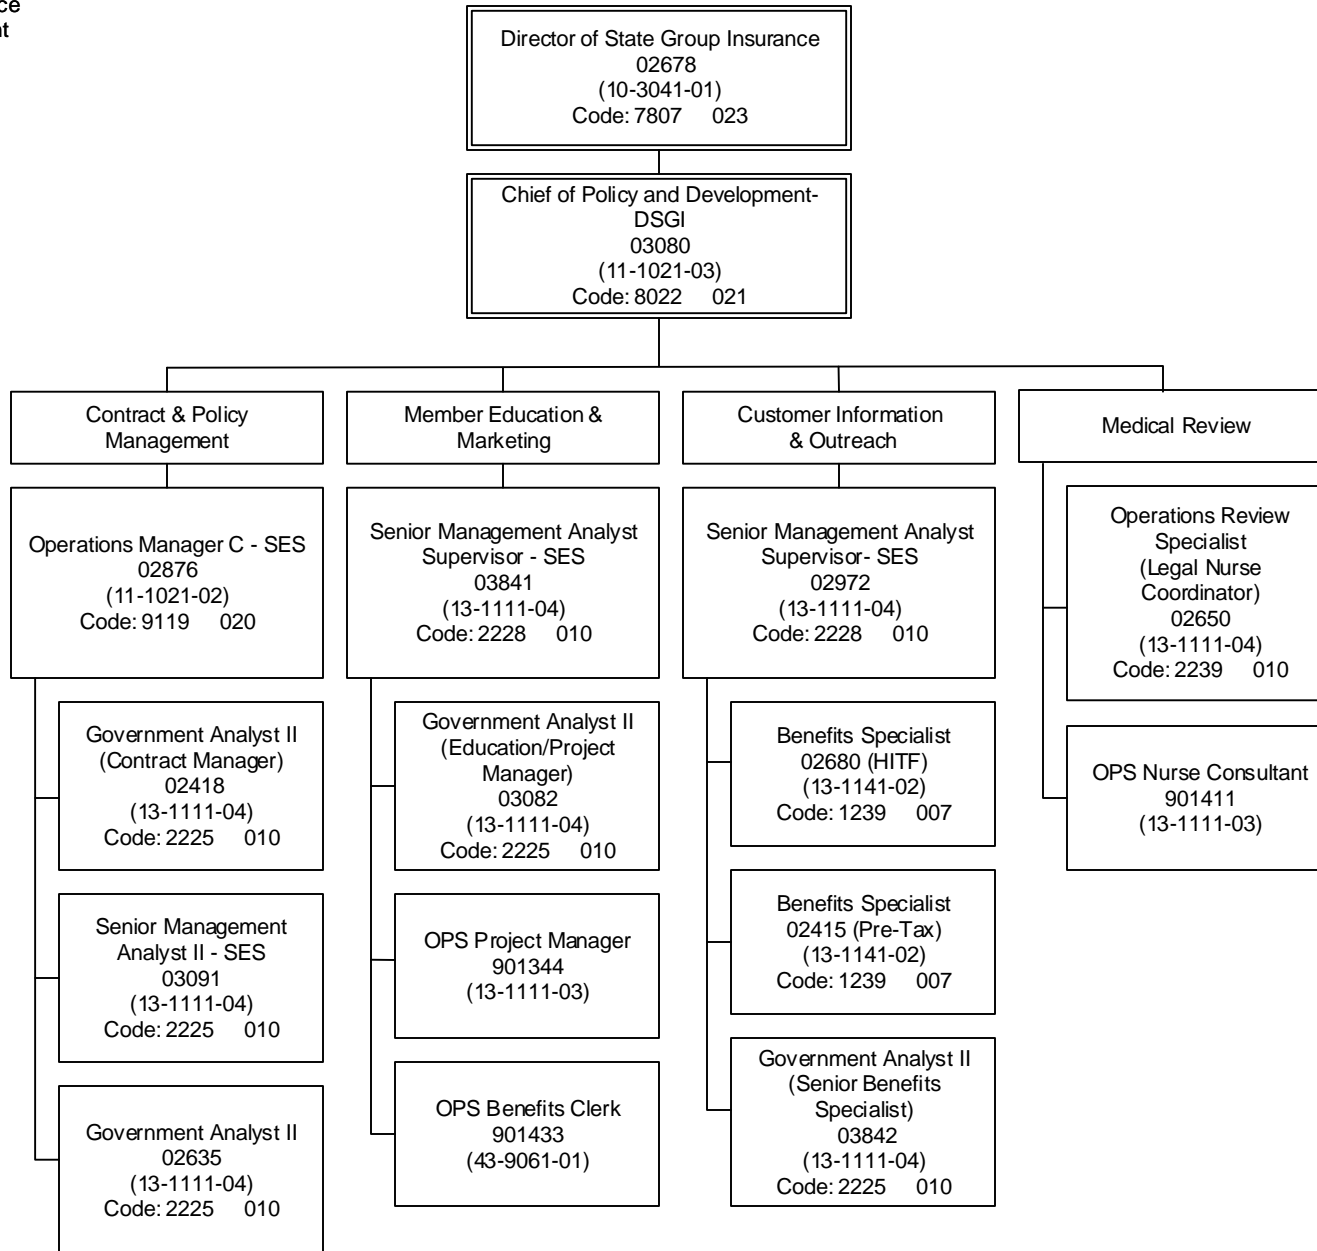 ce
nt
Director of State Group Insurance
02678
(10-3041-01)
Code: 7807 023
Chief of Policy and Development-
DSGI
03080
(11-1021-03)
Code: 8022 021
Contract & Policy
Management
Operations Manager C - SES
02876
(11-1021-02)
Code: 9119 020
Government Analyst II
(Contract Manager)
02418
(13-1111-04)
Code: 2225 010
Senior Management
Analyst II - SES
03091
(13-1111-04)
Code: 2225 010
Government Analyst II
02635
(13-1111-04)
Code: 2225 010
Member Education &
Marketing
Senior Management Analyst
Supervisor - SES
03841
(13-1111-04)
Code: 2228 010
Government Analyst II
(Education/Project
Manager)
03082
(13-1111-04)
Code: 2225 010
OPS Project Manager
901344
(13-1111-03)
OPS Benefits Clerk
901433
(43-9061-01)
Customer Information
& Outreach
Senior Management Analyst
Supervisor- SES
02972
(13-1111-04)
Code: 2228 010
Benefits Specialist
02680 (HITF)
(13-1141-02)
Code: 1239 007
Benefits Specialist
02415 (Pre-Tax)
(13-1141-02)
Code: 1239 007
Government Analyst II
(Senior Benefits
Specialist)
03842
(13-1111-04)
Code: 2225 010
Medical Review
Operations Review
Specialist
(Legal Nurse
Coordinator)
02650
(13-1111-04)
Code: 2239 010
OPS Nurse Consultant
901411
(13-1111-03)